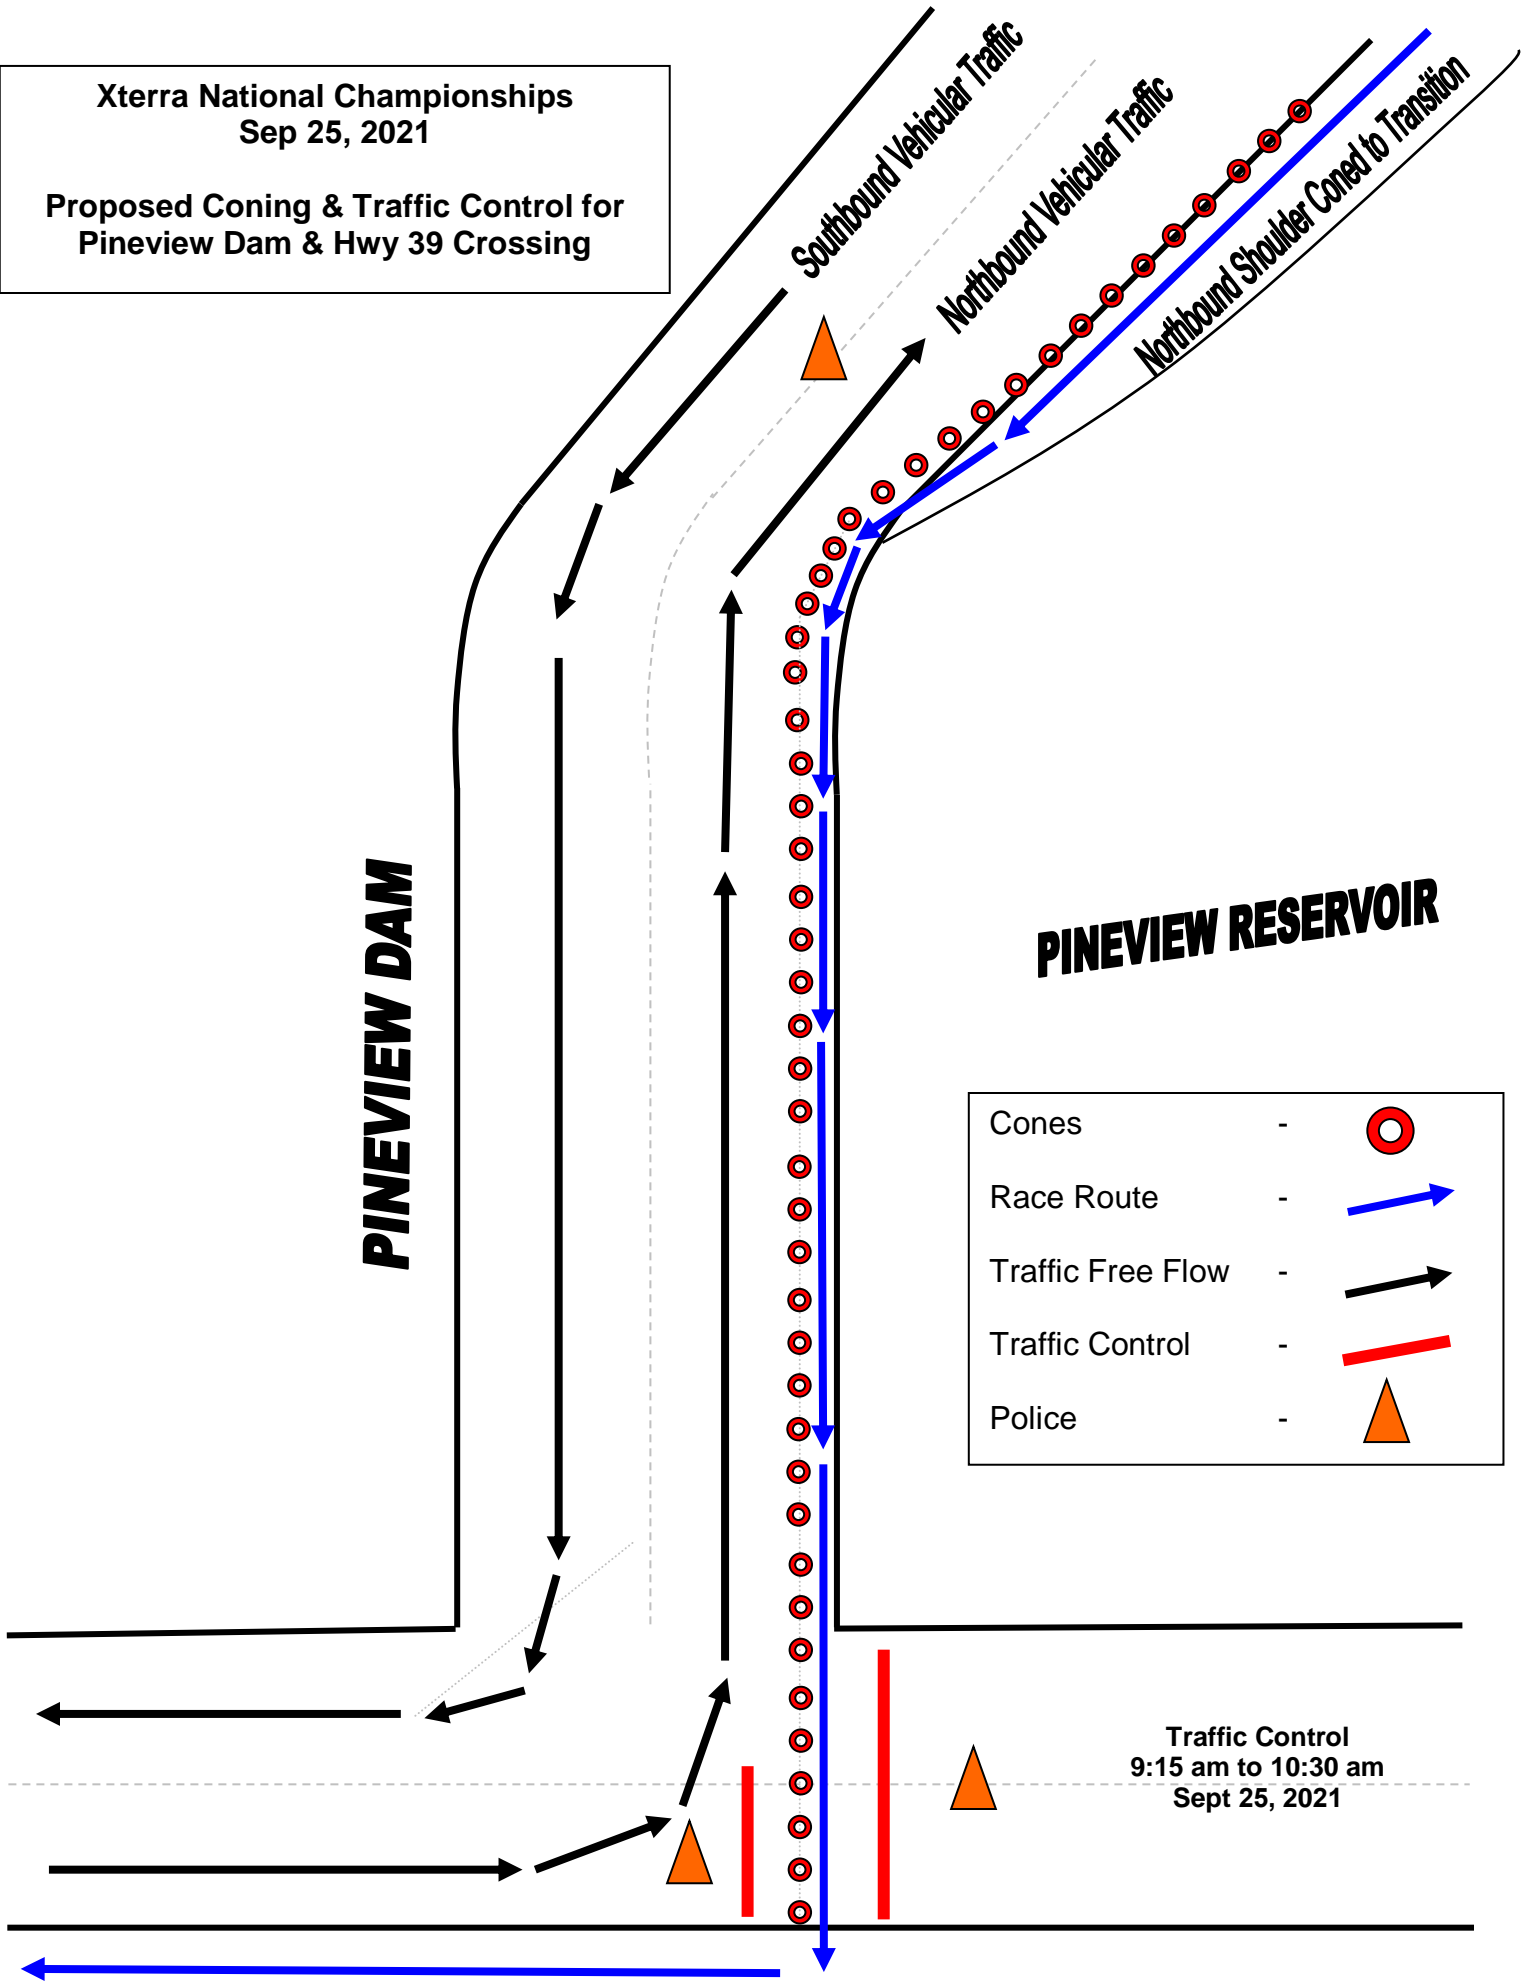 Xterra National Championships
Sep 25, 2021
Proposed Coning & Traffic Control for
Pineview Dam & Hwy 39 Crossing
Southbound Vehicular Traffic
Northbound Vehicular Traffic
Northbound Shoulder Coned to Transition
PINEVIEW DAM
PINEVIEW RESERVOIR
Cones -
Race Route -
Traffic Free Flow -
Traffic Control -
Police -
Traffic Control
9:15 am to 10:30 am
Sept 25, 2021